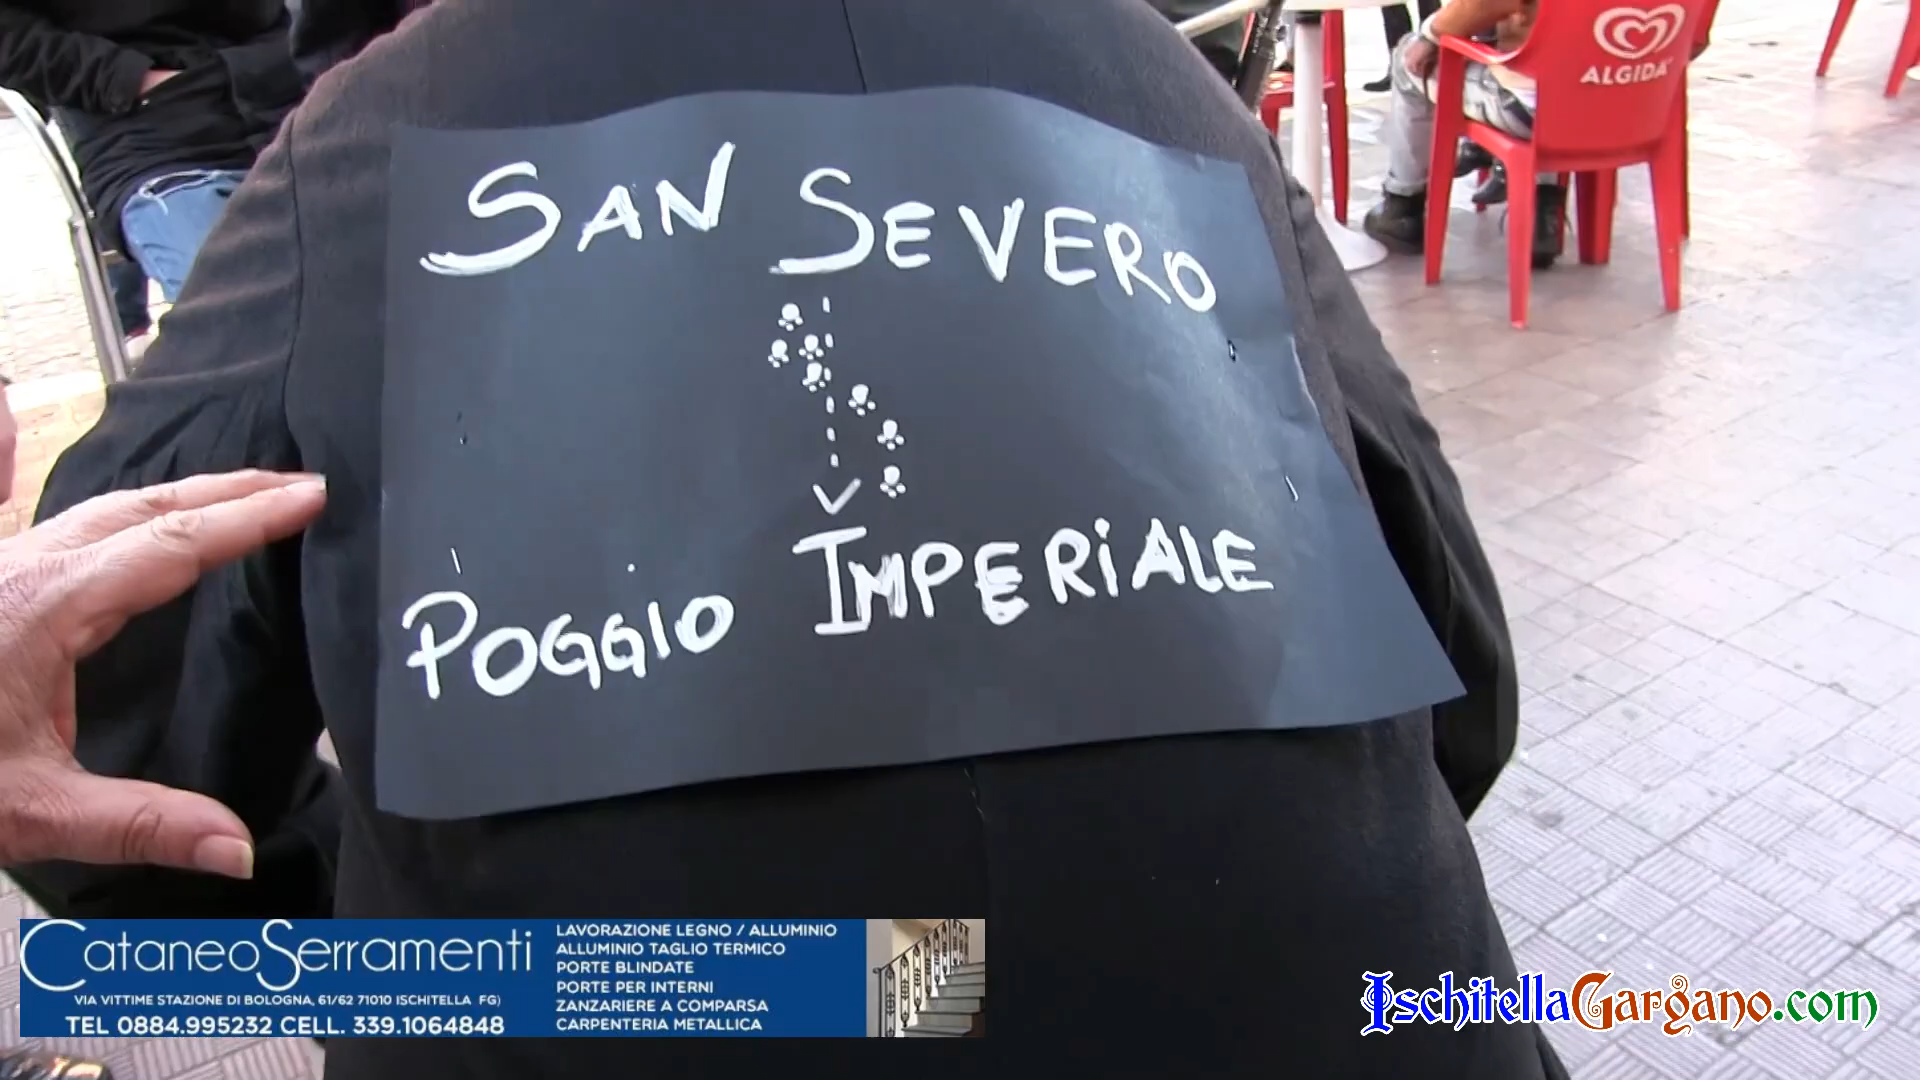 ALGIDA
SAN SEVERO
POGGIO IMPERiALE
CataneoSerramenti
VIA VITTIME STAZIONE DI BOLOGNA, 61/62 71010 ISCHITELLA FG)
TEL 0884.995232 CELL. 339.1064848
LAVORAZIONE LEGNO / ALLUMINIO
ALLUMINIO TAGLIO TERMICO
PORTE BLINDATE
PORTE PER INTERNI
ZANZARIERE A COMPARSA
CARPENTERIA METALLICA
IschitellaGargano.com